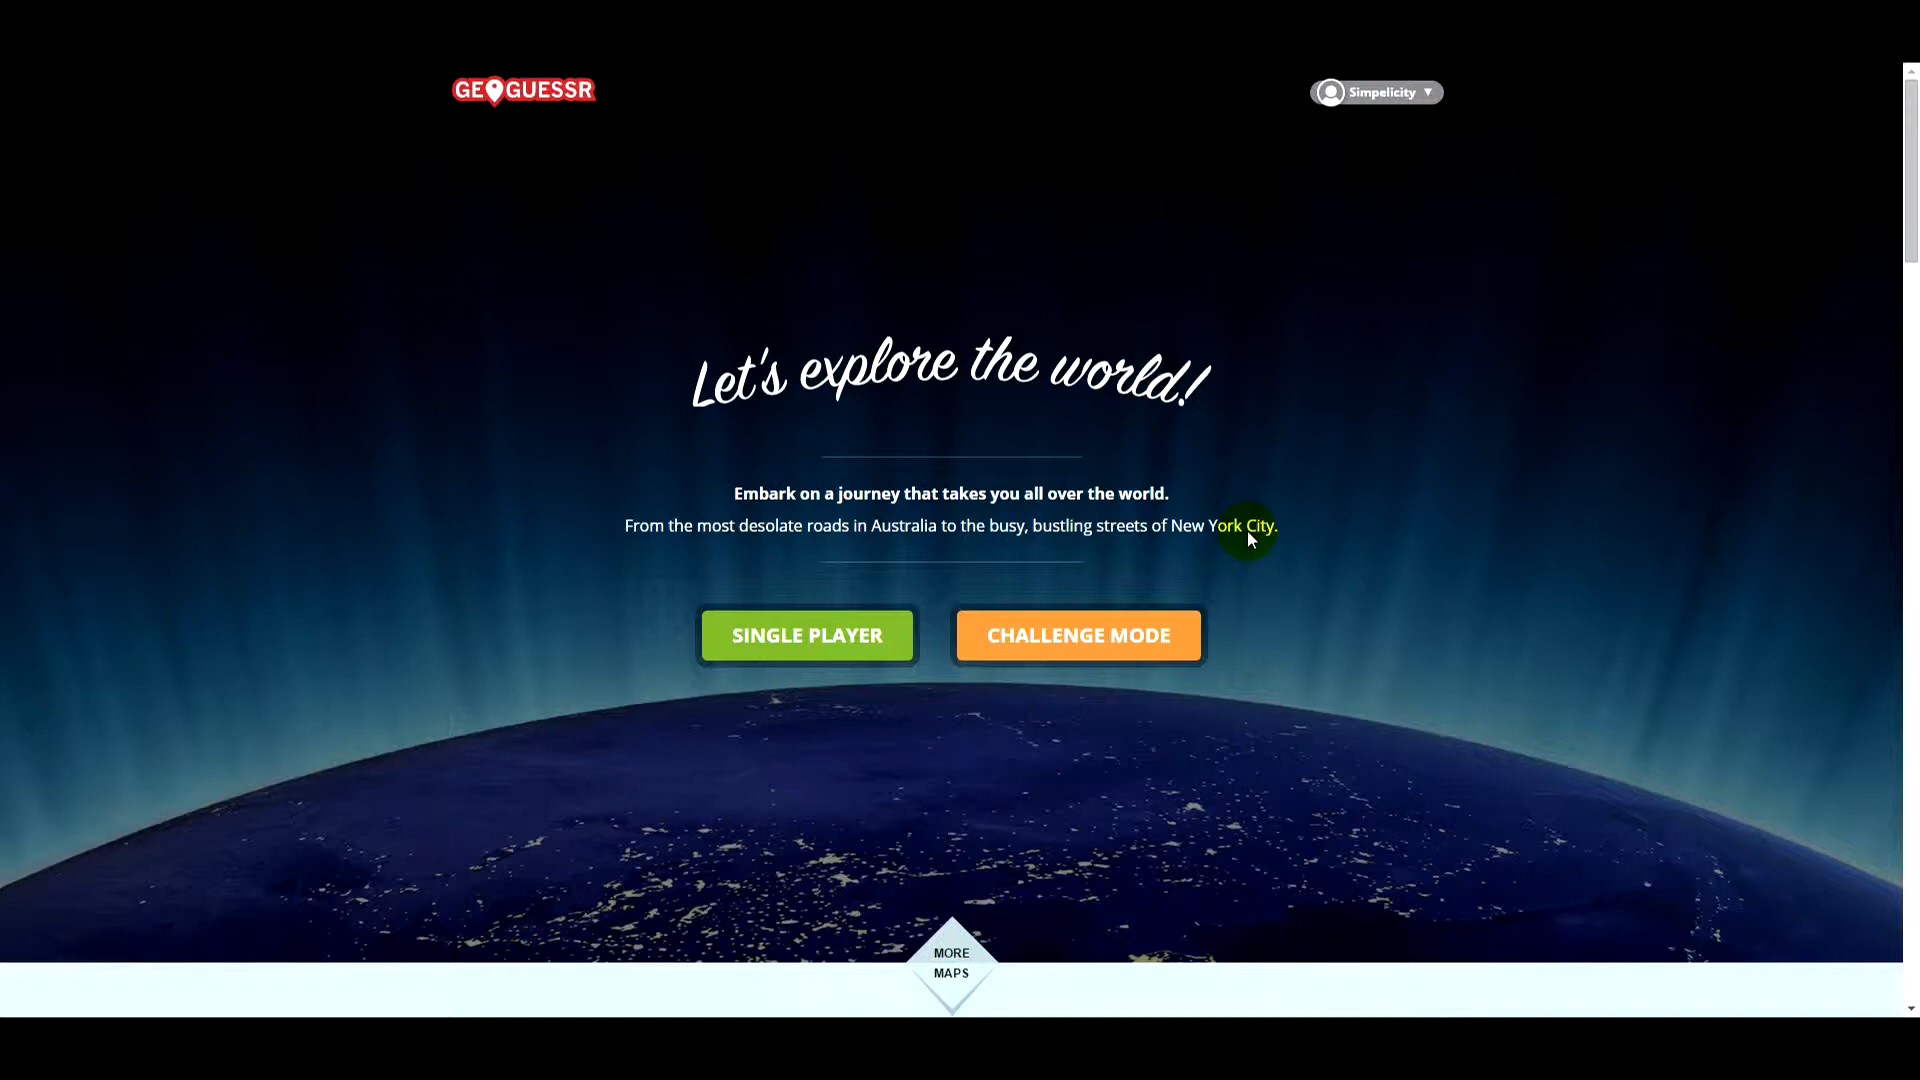 GEOGUESSR
Simpelicity
Let's explore the world!
Embark on a journey that takes you all over the world.
From the most desolate roads in Australia to the busy, bustling streets of New York City.
SINGLE PLAYER
CHALLENGE MODE
MORE
MAPS